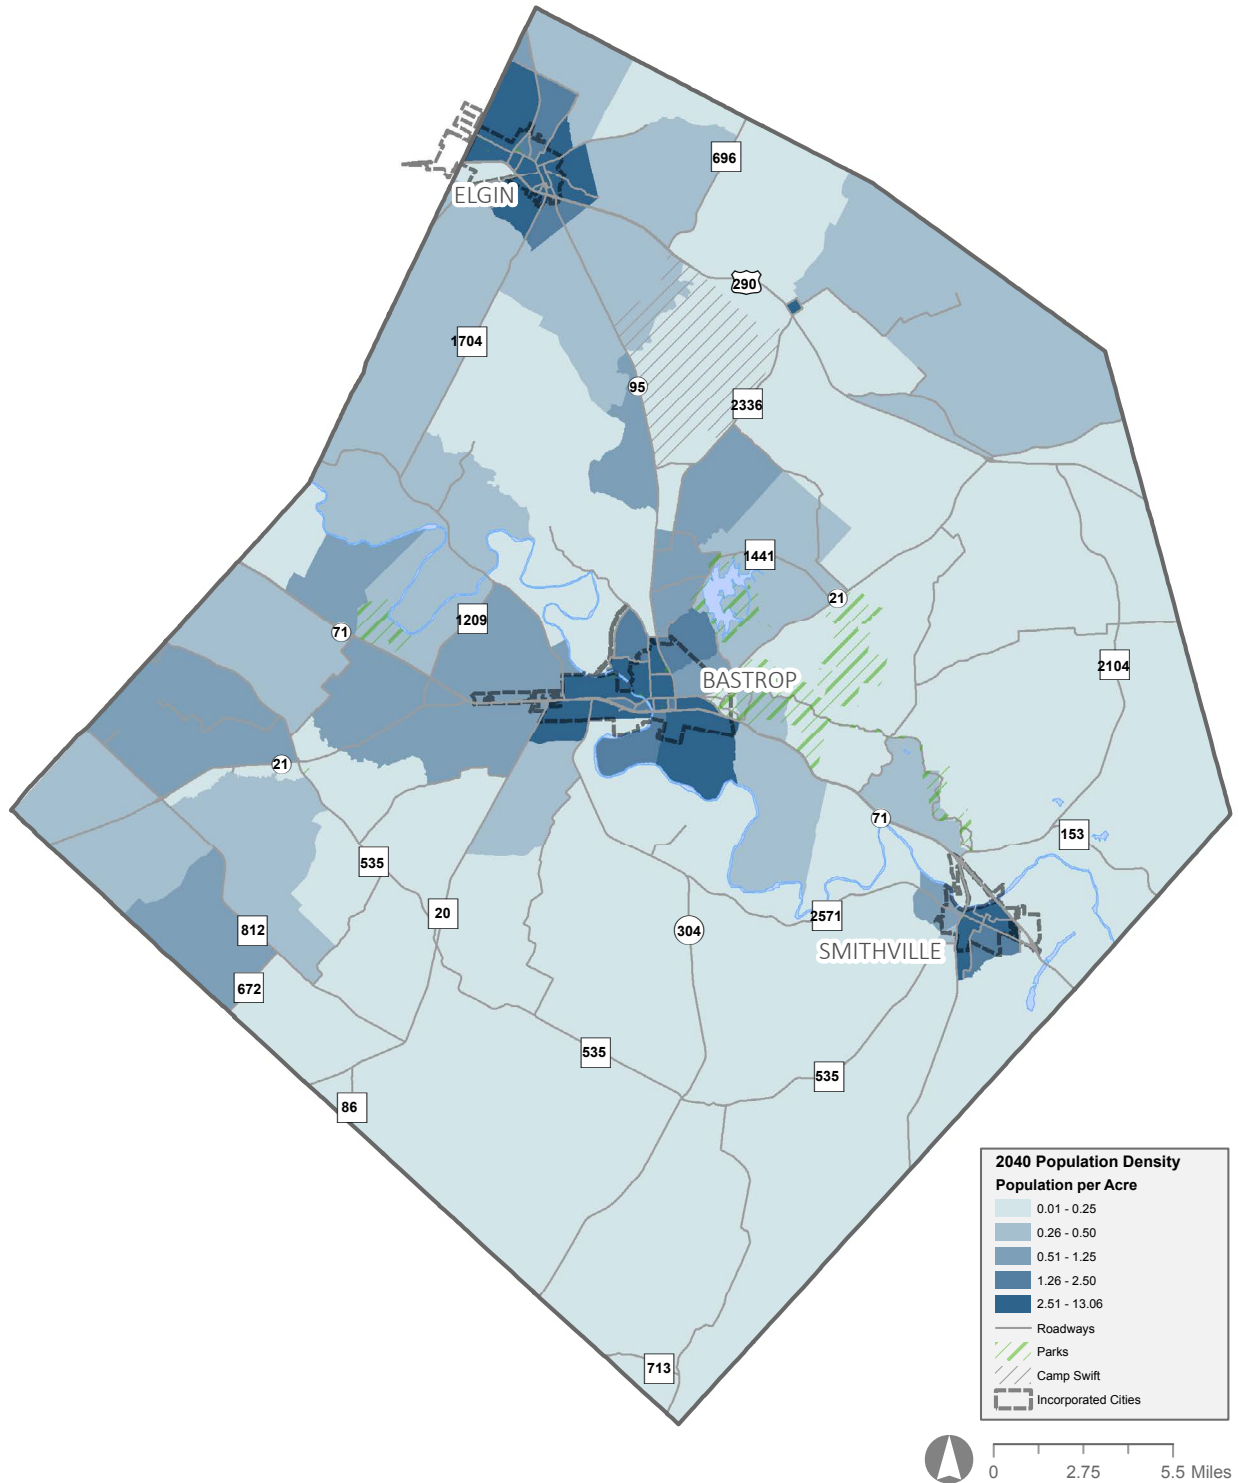 696
ELGIN
290
1704
95
2336
1441
21
1209
71
2104
BASTROP
21
71
153
535
20
2571
304
812
SMITHVILLE
672
535
535
86
713
2040 Population Density
Population per Acre
0.01 - 0.25
0.26 - 0.50
0.51 - 1.25
1.26 - 2.50
2.51 - 13.06
Roadways
Parks
Camp Swift
Incorporated Cities
0 2.75 5.5 Miles